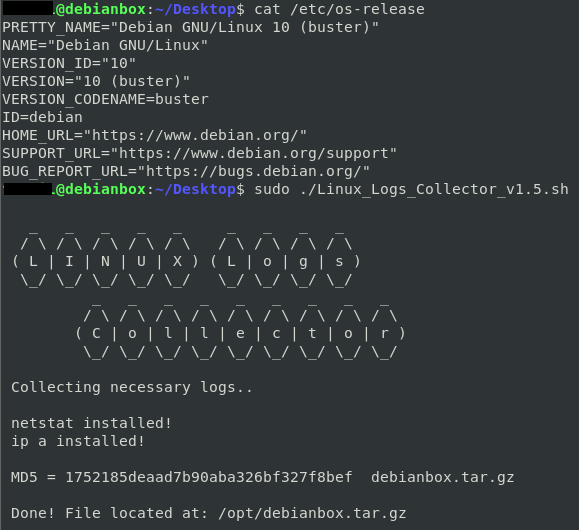 @debianbox:~/Desktop$ cat /etc/os-release
PRETTY_NAME="Debian GNU/Linux 10 (buster)"
NAME="Debian GNU/Linux"
VERSION_ID="10"
VERSION="10 (buster)"
VERSION_CODENAME=buster
ID=debian
HOME_URL="https://www.debian.org/"
SUPPORT_URL="https://www.debian.org/support"
BUG_REPORT_URL="https://bugs.debian.org/"
@debianbox:~/Desktop$ sudo ./Linux_Logs_Collector_v1.5.sh
   _   _   _   _   _     _   _   _   _
  / \ / \ / \ / \ / \   / \ / \ / \ / \
 ( L | I | N | U | X ) ( L | o | g | s )
  \_/ \_/ \_/ \_/ \_/   \_/ \_/ \_/ \_/
          _   _   _   _   _   _   _   _   _
         / \ / \ / \ / \ / \ / \ / \ / \ / \
        ( C | o | l | l | e | c | t | o | r )
         \_/ \_/ \_/ \_/ \_/ \_/ \_/ \_/ \_/
Collecting necessary logs..
netstat installed!
ip a installed!
MD5 = 1752185deaad7b90aba326bf327f8bef  debianbox.tar.gz
Done! File located at: /opt/debianbox.tar.gz